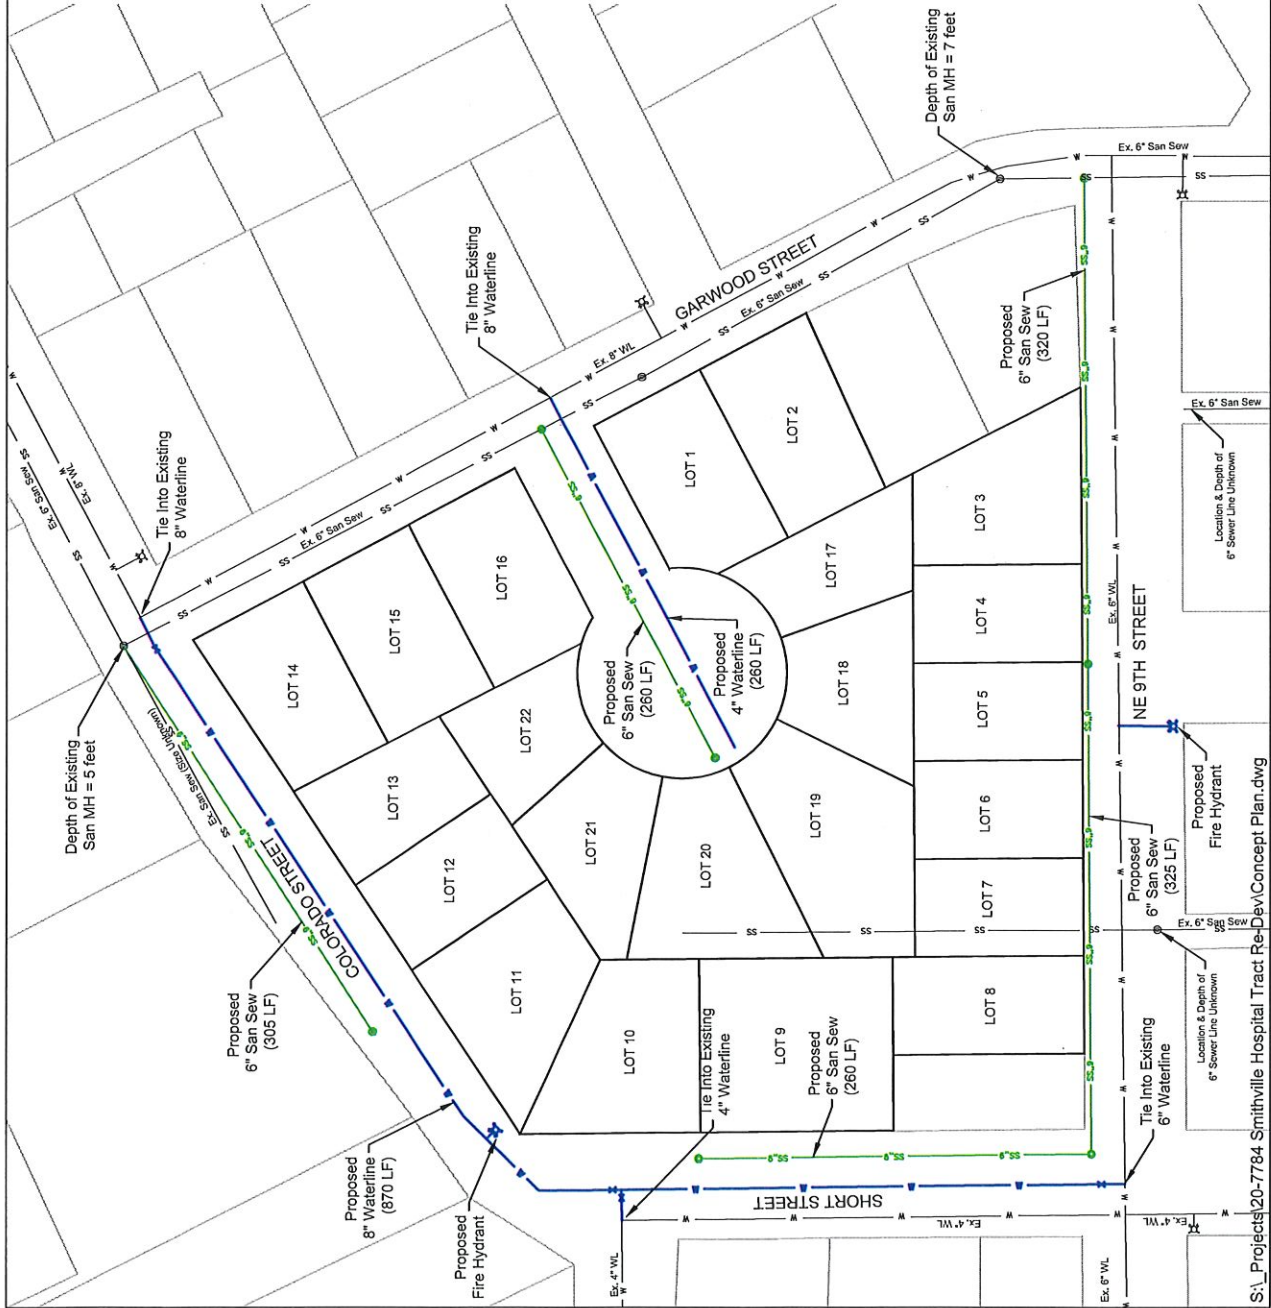 Depth of Existing
San MH = 5 feet
Tie Into Existing
8" Waterline
Ex. 6" San Sew
Ex. 8" WL
Tie Into Existing
8" Waterline
Depth of Existing
San MH = 7 feet
Ex. 6" San Sew
Ex. San Sew (Size Unknown)
COLORADO STREET
Proposed
6" San Sew
(305 LF)
Proposed
8" Waterline
(870 LF)
Proposed
Fire Hydrant
Ex. 6" San Sew
Ex. 8" WL
GARWOOD STREET
Ex. 6" San Sew
LOT 14
LOT 15
LOT 16
LOT 1
LOT 2
LOT 13
LOT 22
LOT 12
LOT 21
LOT 11
LOT 20
LOT 10
LOT 19
LOT 18
LOT 17
LOT 3
LOT 4
LOT 5
LOT 6
LOT 7
LOT 8
LOT 9
Proposed
6" San Sew
(260 LF)
Proposed
4" Waterline
(260 LF)
Proposed
6" San Sew
(320 LF)
Tie Into Existing
4" Waterline
Proposed
6" San Sew
(260 LF)
SHORT STREET
Ex. 4" WL
Ex. 4" WL
Ex. 4" WL
Ex. 6" WL
Tie Into Existing
6" Waterline
Ex. 6" WL
NE 9TH STREET
Proposed
6" San Sew
(325 LF)
Proposed
Fire Hydrant
Ex. 6" San Sew
Location & Depth of
6" Sewer Line Unknown
Ex. 6" San Sew
Location & Depth of
6" Sewer Line Unknown
S:\_Projects\20-7784 Smithville Hospital Tract Re-Dev\Concept Plan.dwg